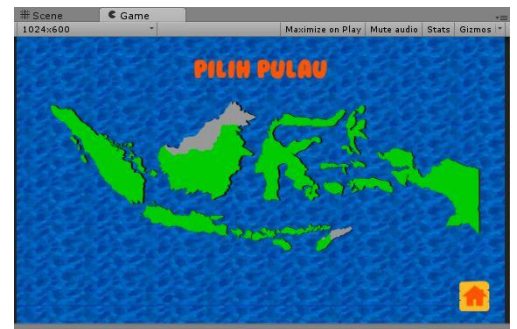 Scene Game
1024x600 Maximize on Play Mute audio Stats Gizmos
PILIH PULAU